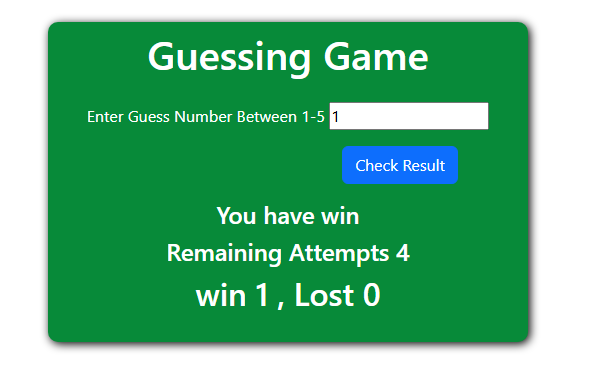 Guessing Game
Enter Guess Number Between 1-5 1
Check Result
You have win
Remaining Attempts 4
win 1 , Lost 0